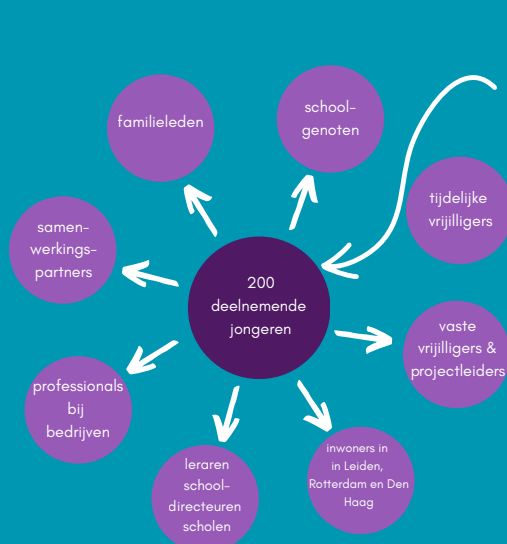 familieleden
school-
genoten
tijdelijke
vrijilligers
samen-
werkings-
partners
200
deelnemende
jongeren
vaste
vrijilligers &
projectleiders
professionals
bij
bedrijven
inwoners in
in Leiden,
Rotterdam en Den
Haag
leraren
school-
directeuren
scholen